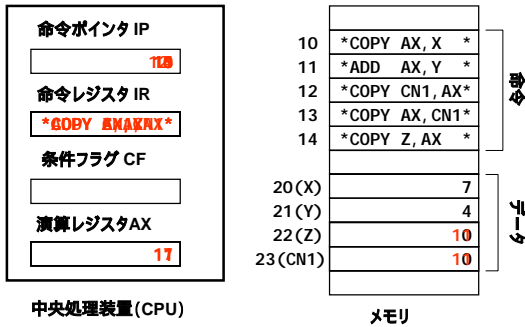 命令ポインタ IP
命令レジスタ IR
条件フラグ CF
演算レジスタAX
中央処理装置(CPU)
10 *COPY AX,X *
11 *ADD AX,Y *
12 *COPY CN1,AX*
13 *COPY AX,CN1*
14 *COPY Z,AX *
命令
20(X) 7
21(Y) 4
22(Z)
23(CN1)
データ
メモリ